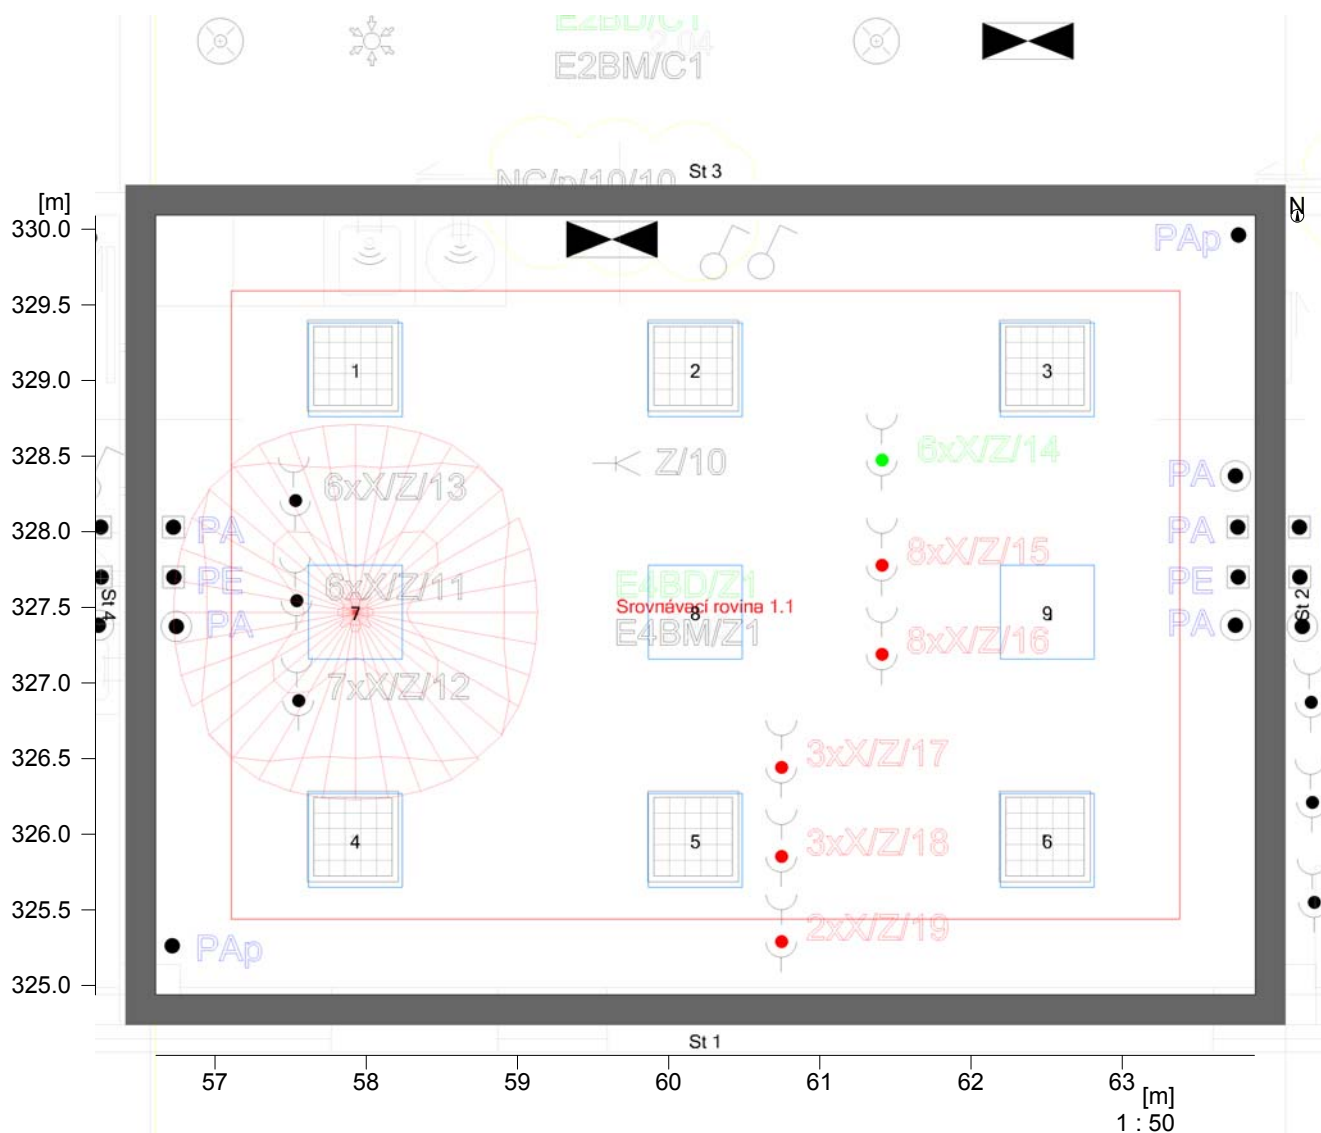 E2BD/C1
2.04
E2BM/C1
NC/p/10/10
St 3
[m]
N
330.0
PAp
329.5
329.0
1
2
3
328.5
6xX/Z/13
Z/10
6xX/Z/14
PA
328.0
PA
8xX/Z/15
PA
PE
6xX/Z/11
E4BD/Z1
PE
327.5
St 4
PA
7
Srovnávací rovina 1.1
8
E4BM/Z1
8xX/Z/16
9
PA
St 2
327.0
7xX/Z/12
326.5
3xX/Z/17
326.0
4
5
3xX/Z/18
6
325.5
PAp
2xX/Z/19
325.0
St 1
57
58
59
60
61
62
63
[m]
1 : 50